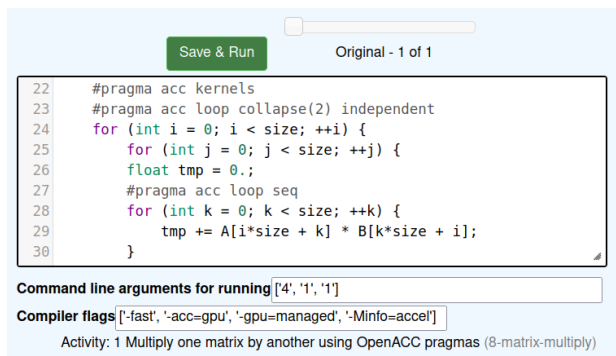 Save & Run
Original - 1 of 1
22 #pragma acc kernels
23 #pragma acc loop collapse(2) independent
24 for (int i = 0; i < size; ++i) {
25 for (int j = 0; j < size; ++j) {
26 float tmp = 0.;
27 #pragma acc loop seq
28 for (int k = 0; k < size; ++k) {
29 tmp += A[i*size + k] * B[k*size + i];
30 }
Command line arguments for running ['4', '1', '1']
Compiler flags ['-fast', '-acc=gpu', '-gpu=managed', '-Minfo=accel']
Activity: 1 Multiply one matrix by another using OpenACC pragmas (8-matrix-multiply)